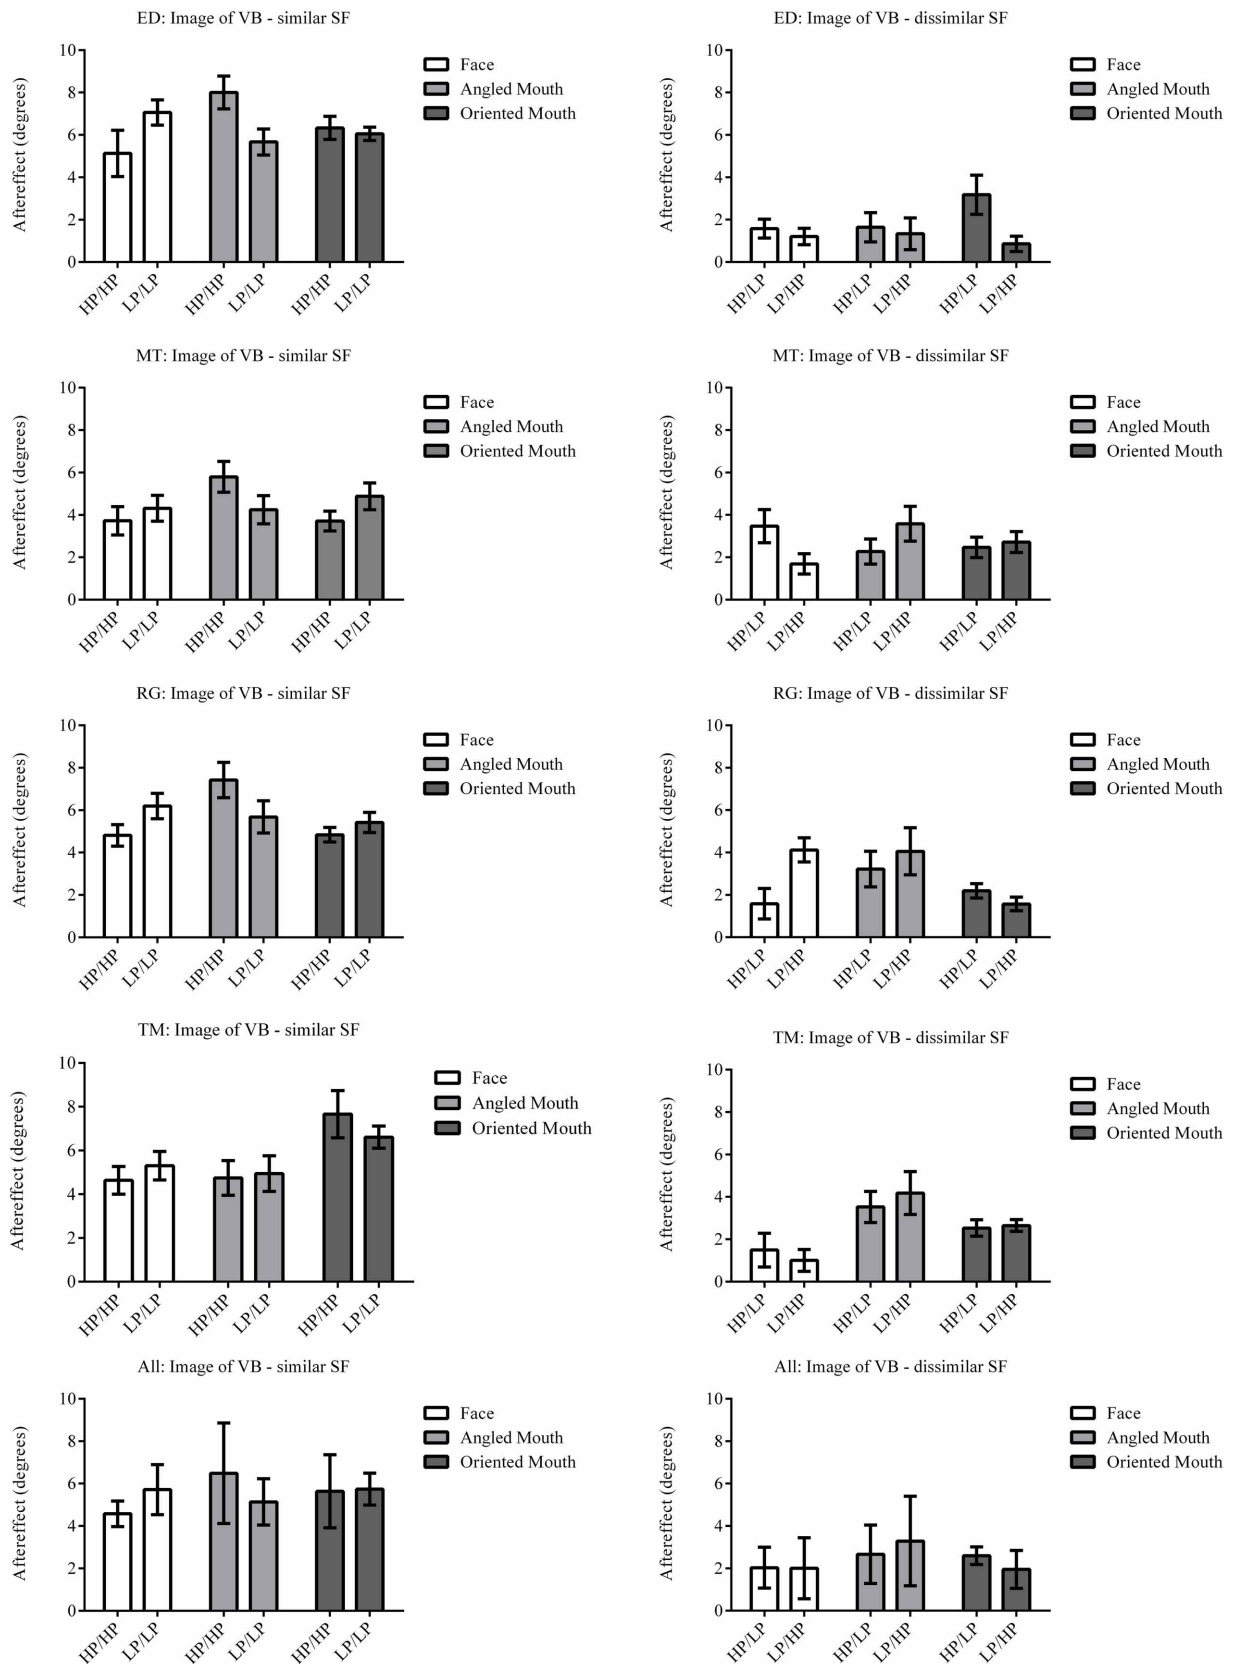 ED: Image of VB - similar SF
Aftereffect (degrees)
10
8
6
4
2
0
HP/HP
LP/LP
HP/HP
LP/LP
HP/HP
LP/LP
Face
Angled Mouth
Oriented Mouth
ED: Image of VB - dissimilar SF
Aftereffect (degrees)
10
8
6
4
2
0
HP/LP
LP/HP
HP/LP
LP/HP
HP/LP
LP/HP
Face
Angled Mouth
Oriented Mouth
MT: Image of VB - similar SF
Aftereffect (degrees)
10
8
6
4
2
0
HP/HP
LP/LP
HP/HP
LP/LP
HP/HP
LP/LP
Face
Angled Mouth
Oriented Mouth
MT: Image of VB - dissimilar SF
Aftereffect (degrees)
10
8
6
4
2
0
HP/LP
LP/HP
HP/LP
LP/HP
HP/LP
LP/HP
Face
Angled Mouth
Oriented Mouth
RG: Image of VB - similar SF
Aftereffect (degrees)
10
8
6
4
2
0
HP/HP
LP/LP
HP/HP
LP/LP
HP/HP
LP/LP
Face
Angled Mouth
Oriented Mouth
RG: Image of VB - dissimilar SF
Aftereffect (degrees)
10
8
6
4
2
0
HP/LP
LP/HP
HP/LP
LP/HP
HP/LP
LP/HP
Face
Angled Mouth
Oriented Mouth
TM: Image of VB - similar SF
Aftereffect (degrees)
10
8
6
4
2
0
HP/HP
LP/LP
HP/HP
LP/LP
HP/HP
LP/LP
Face
Angled Mouth
Oriented Mouth
TM: Image of VB - dissimilar SF
Aftereffect (degrees)
10
8
6
4
2
0
HP/LP
LP/HP
HP/LP
LP/HP
HP/LP
LP/HP
Face
Angled Mouth
Oriented Mouth
All: Image of VB - similar SF
Aftereffect (degrees)
10
8
6
4
2
0
HP/HP
LP/LP
HP/HP
LP/LP
HP/HP
LP/LP
Face
Angled Mouth
Oriented Mouth
All: Image of VB - dissimilar SF
Aftereffect (degrees)
10
8
6
4
2
0
HP/LP
LP/HP
HP/LP
LP/HP
HP/LP
LP/HP
Face
Angled Mouth
Oriented Mouth